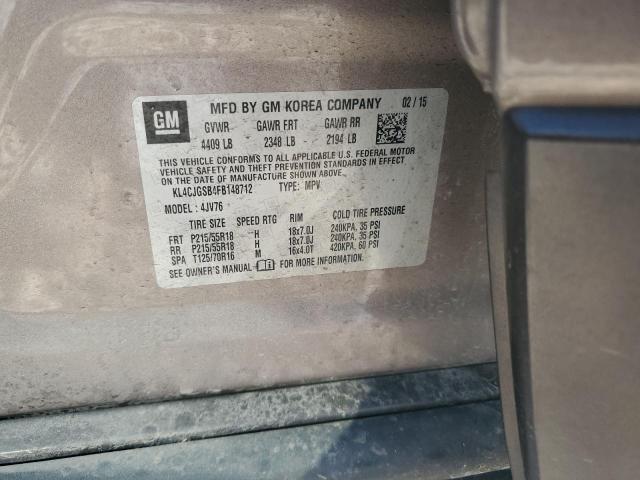 GM
MFD BY GM KOREA COMPANY 02/15
GVWR GAWR FRT GAWR RR
4409 LB 2348 LB 2194 LB
THIS VEHICLE CONFORMS TO ALL APPLICABLE U.S. FEDERAL MOTOR
VEHICLE SAFETY AND THEFT PREVENTION STANDARDS IN EFFECT
ON THE DATE OF MANUFACTURE SHOWN ABOVE.
KL4CJGSB4FB148712 TYPE: MPV
MODEL: 4JV76
TIRE SIZE SPEED RTG RIM COLD TIRE PRESSURE
FRT P215/55R18 H 18x7.0J 240KPA, 35 PSI
RR P215/55R18 H 18x7.0J 240KPA, 35 PSI
SPA T125/70R16 M 16x4.0T 420KPA, 60 PSI
SEE OWNER'S MANUAL FOR MORE INFORMATION.